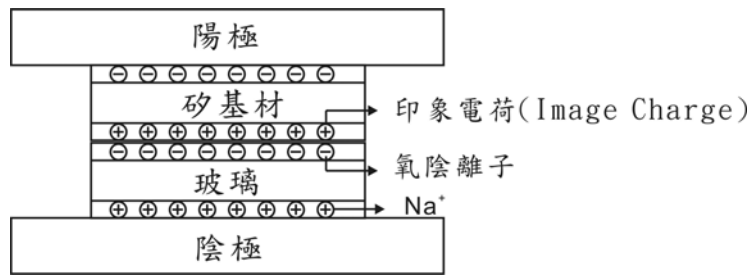 陽極
⊖ ⊖ ⊖ ⊖ ⊖ ⊖ ⊖ ⊖
矽基材
⊕ ⊕ ⊕ ⊕ ⊕ ⊕ ⊕ ⊕
印象電荷(Image Charge)
⊖ ⊖ ⊖ ⊖ ⊖ ⊖ ⊖ ⊖
氧陰離子
玻璃
⊕ ⊕ ⊕ ⊕ ⊕ ⊕ ⊕ ⊕
Na⁺
陰極